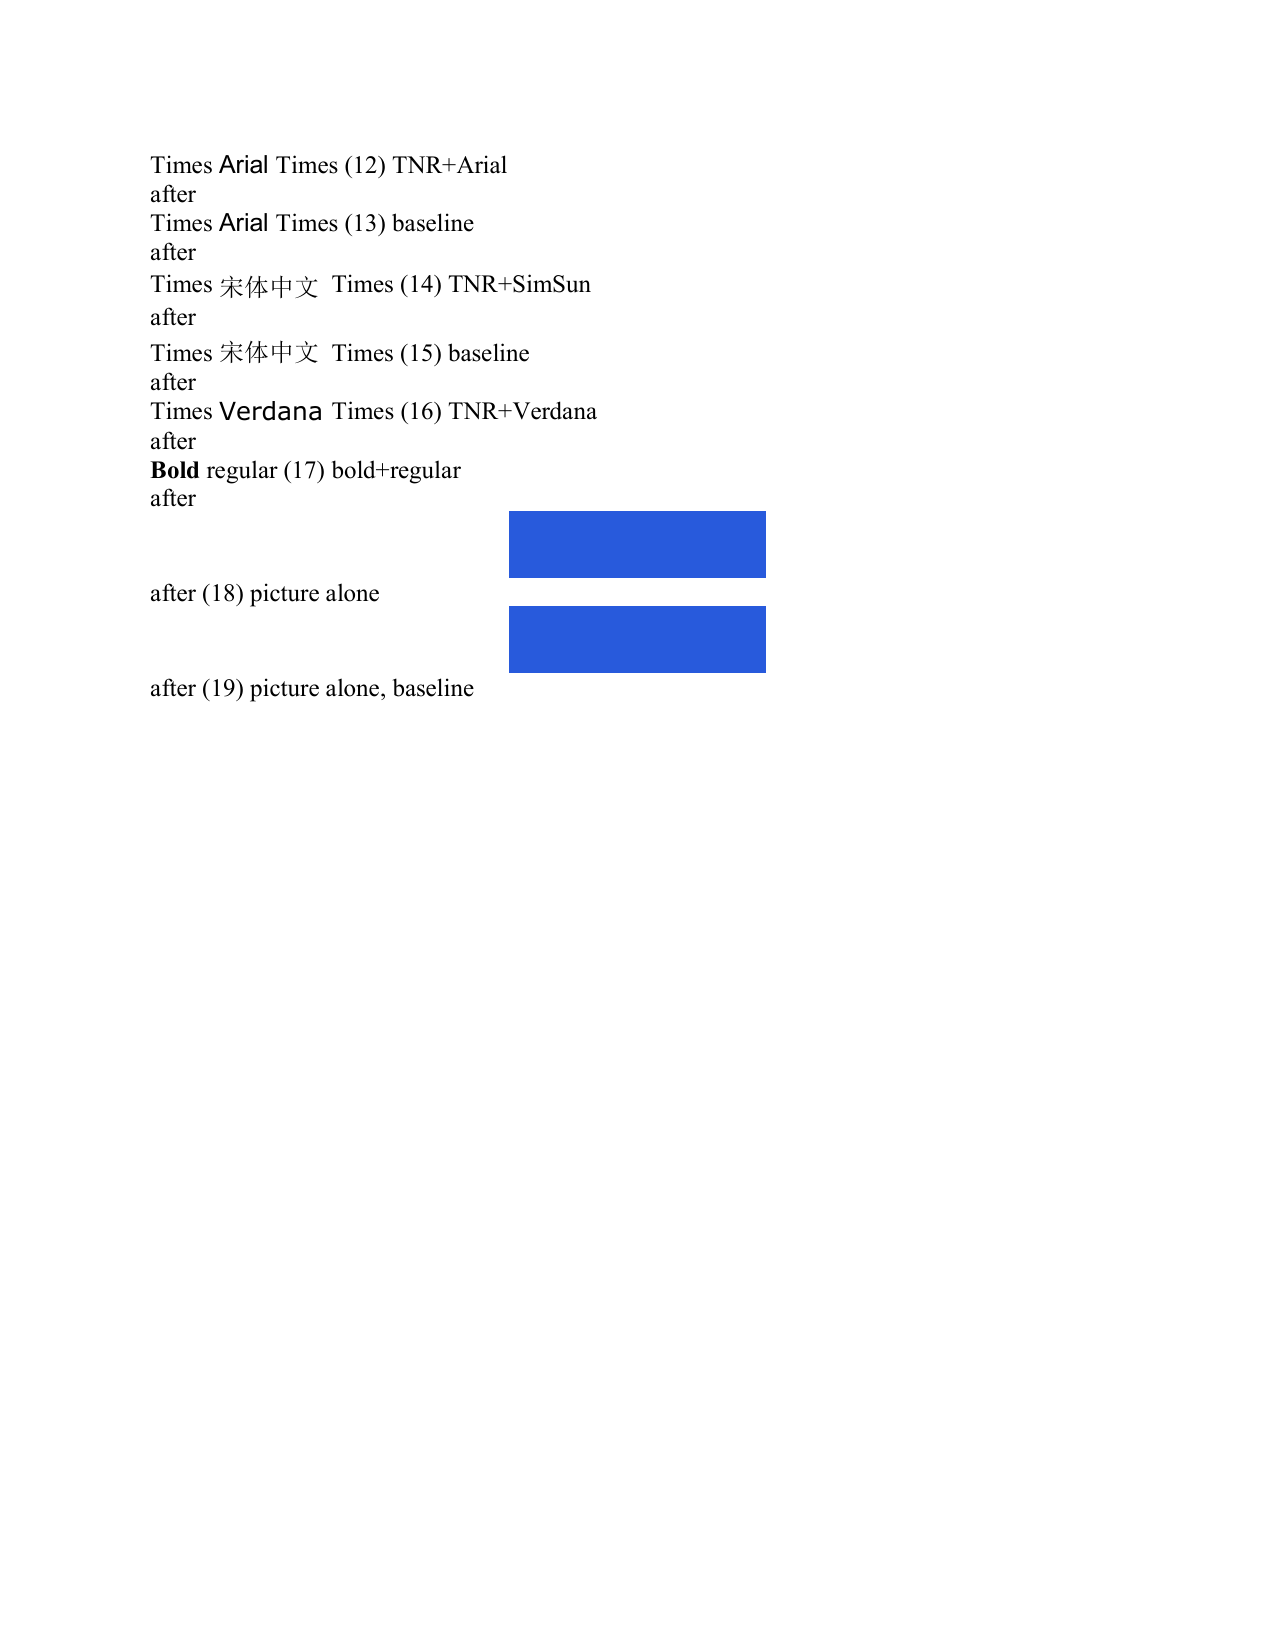 Times Arial Times (12) TNR+Arial
after
Times Arial Times (13) baseline
after
Times 宋体中文 Times (14) TNR+SimSun
after
Times 宋体中文 Times (15) baseline
after
Times Verdana Times (16) TNR+Verdana
after
Bold regular (17) bold+regular
after
after (18) picture alone
after (19) picture alone, baseline